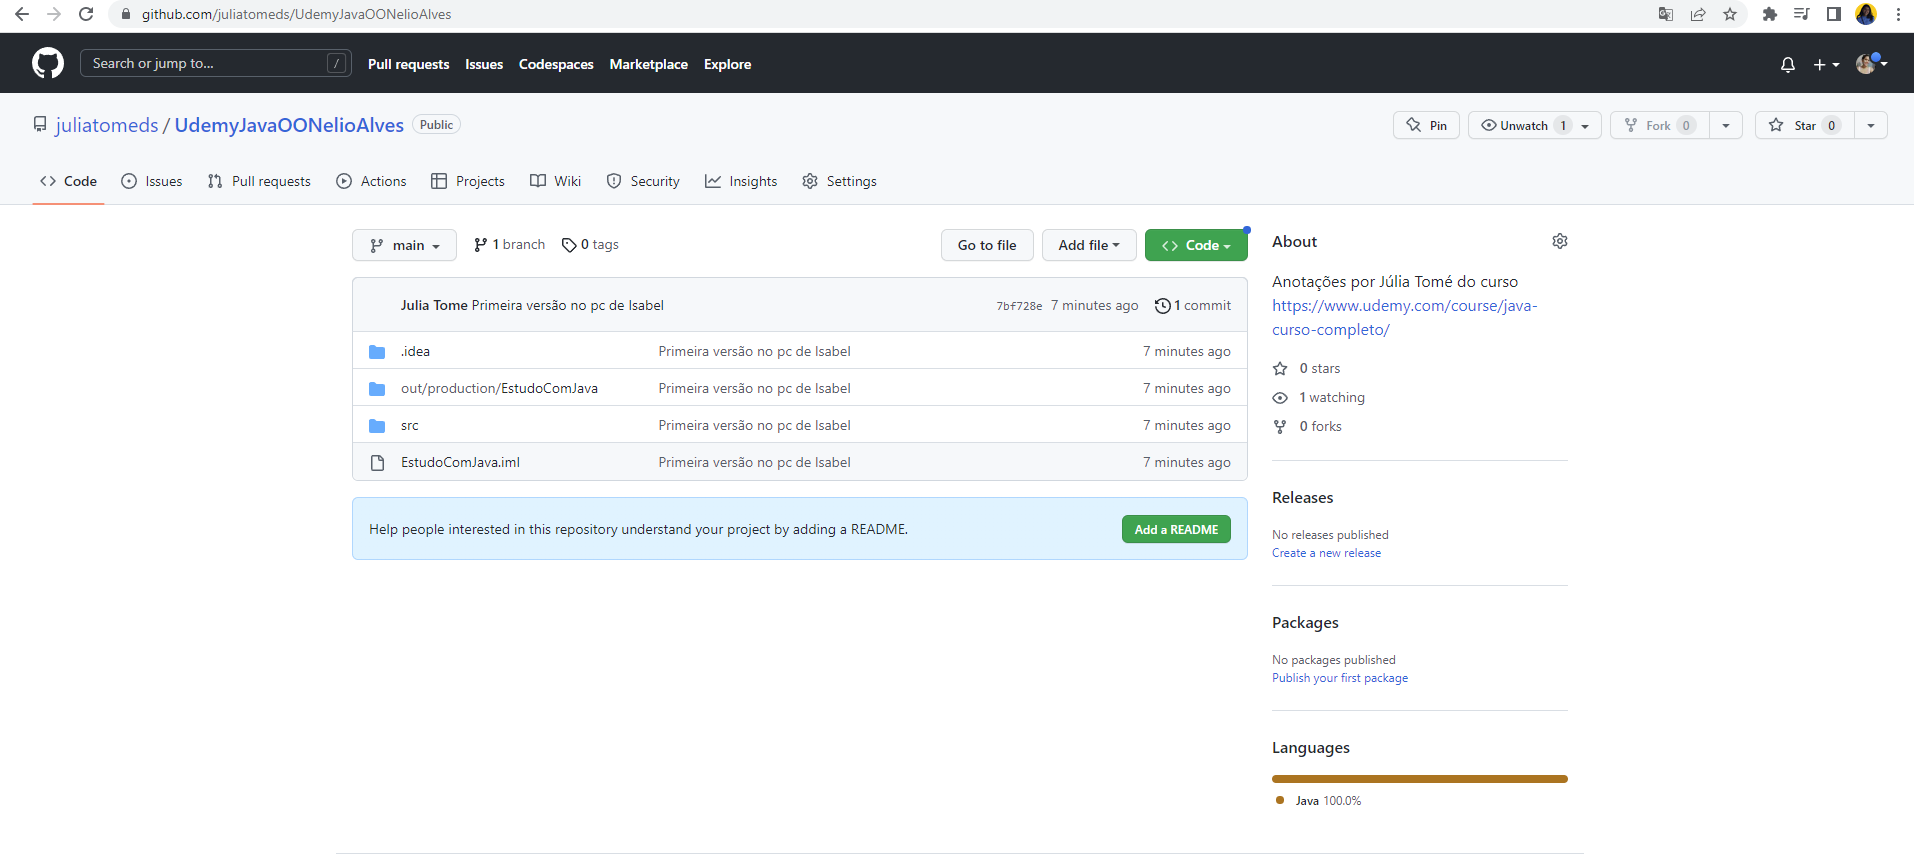 github.com/juliatomeds/UdemyJavaOONelioAlves
Search or jump to... /
Pull requests Issues Codespaces Marketplace Explore
juliatomeds / UdemyJavaOONelioAlves Public
Pin Unwatch 1 Fork 0 Star 0
Code Issues Pull requests Actions Projects Wiki Security Insights Settings
main 1 branch 0 tags Go to file Add file Code
Julia Tome Primeira versão no pc de Isabel 7bf728e 7 minutes ago 1 commit
.idea Primeira versão no pc de Isabel 7 minutes ago
out/production/EstudoComJava Primeira versão no pc de Isabel 7 minutes ago
src Primeira versão no pc de Isabel 7 minutes ago
EstudoComJava.iml Primeira versão no pc de Isabel 7 minutes ago
Help people interested in this repository understand your project by adding a README. Add a README
About
Anotações por Júlia Tomé do curso
https://www.udemy.com/course/java-
curso-completo/
0 stars
1 watching
0 forks
Releases
No releases published
Create a new release
Packages
No packages published
Publish your first package
Languages
Java 100.0%